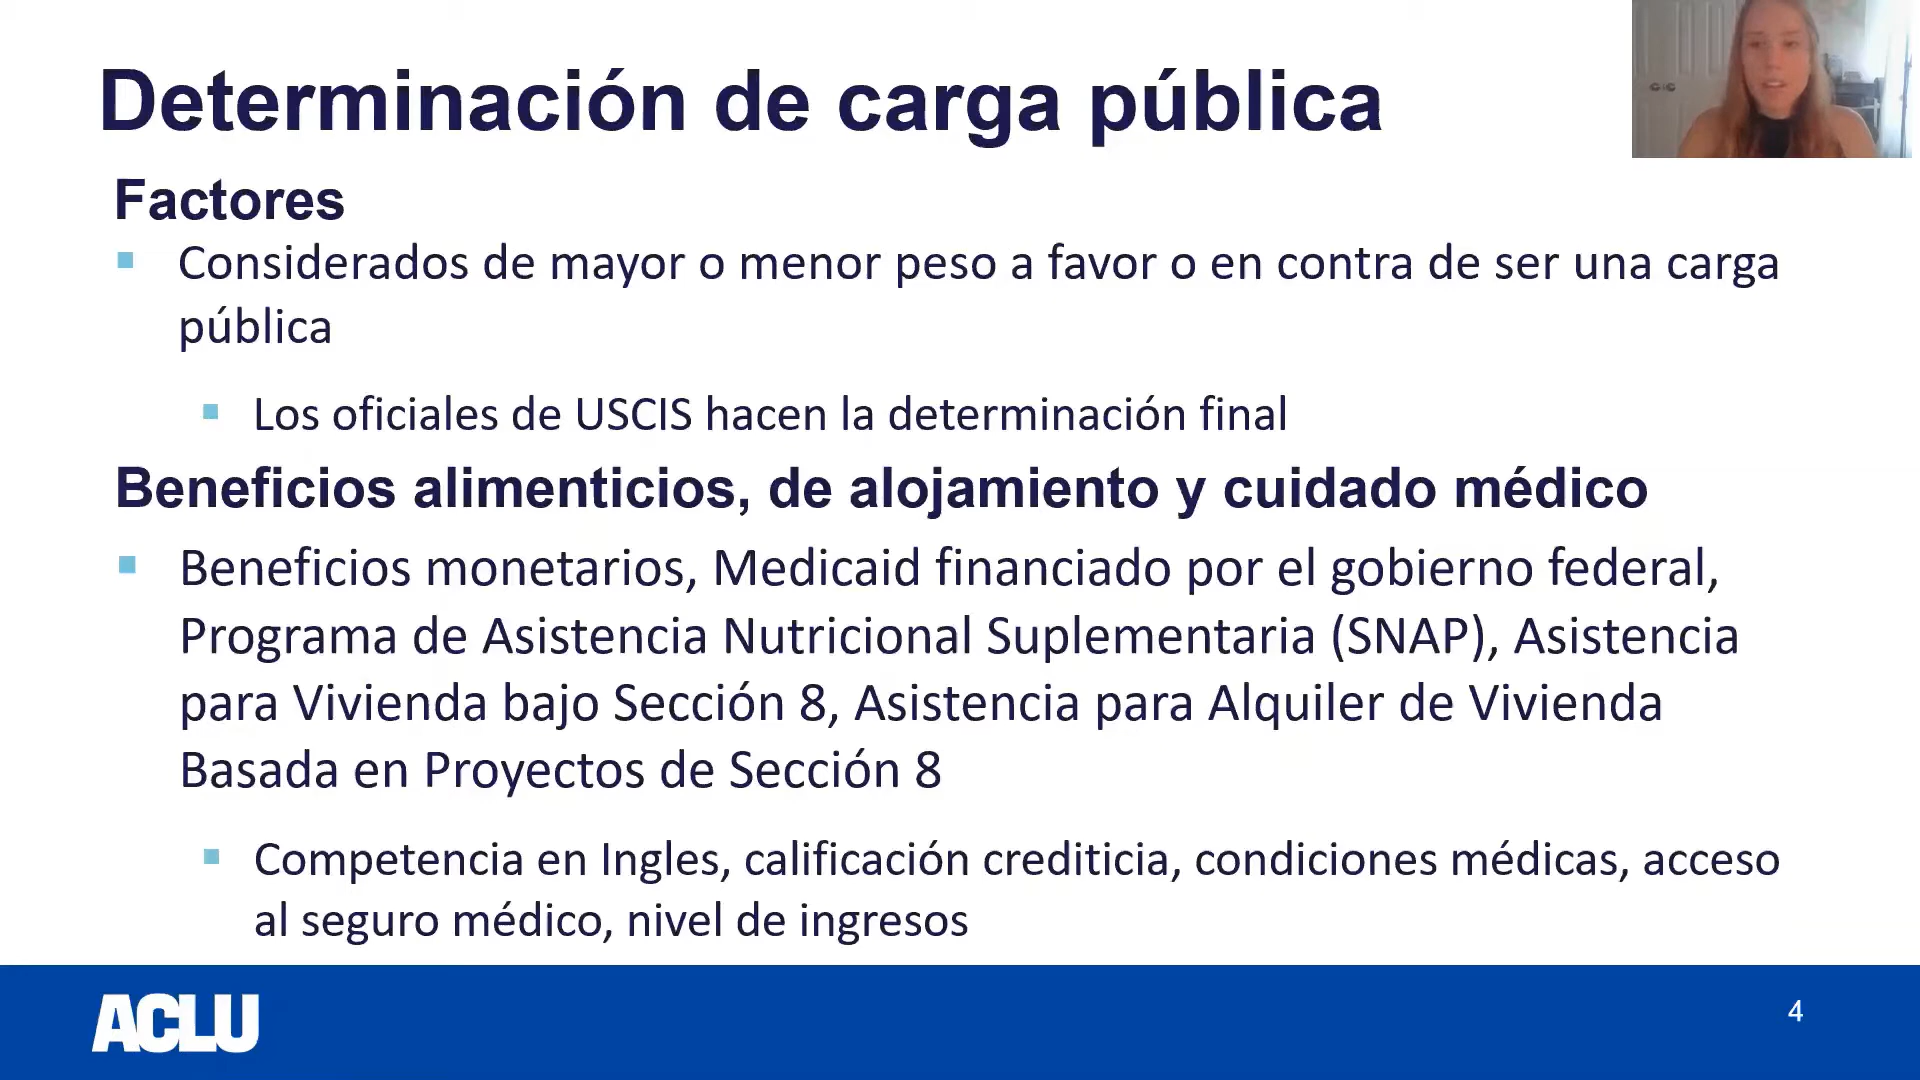 Determinación de carga pública
Factores
Considerados de mayor o menor peso a favor o en contra de ser una carga
pública
Los oficiales de USCIS hacen la determinación final
Beneficios alimenticios, de alojamiento y cuidado médico
Beneficios monetarios, Medicaid financiado por el gobierno federal,
Programa de Asistencia Nutricional Suplementaria (SNAP), Asistencia
para Vivienda bajo Sección 8, Asistencia para Alquiler de Vivienda
Basada en Proyectos de Sección 8
Competencia en Ingles, calificación crediticia, condiciones médicas, acceso
al seguro médico, nivel de ingresos
ACLU
4